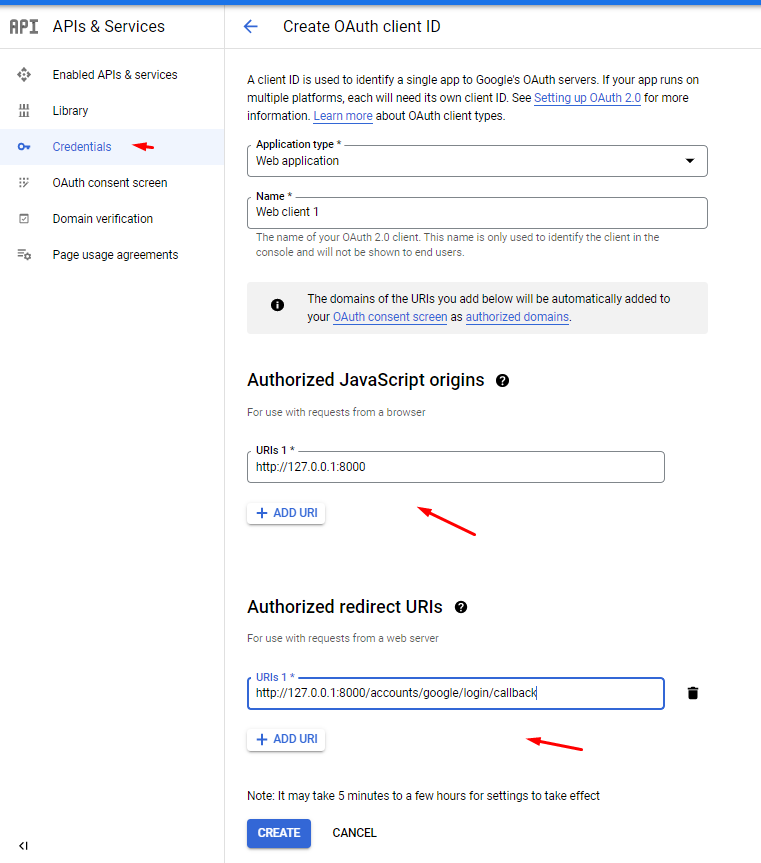 API APIs & Services
Create OAuth client ID
Enabled APIs & services
Library
Credentials
OAuth consent screen
Domain verification
Page usage agreements
A client ID is used to identify a single app to Google's OAuth servers. If your app runs on
multiple platforms, each will need its own client ID. See Setting up OAuth 2.0 for more
information. Learn more about OAuth client types.
Application type *
Web application
Name *
Web client 1
The name of your OAuth 2.0 client. This name is only used to identify the client in the
console and will not be shown to end users.
The domains of the URIs you add below will be automatically added to
your OAuth consent screen as authorized domains.
Authorized JavaScript origins
For use with requests from a browser
URIs 1 *
http://127.0.0.1:8000
+ ADD URI
Authorized redirect URIs
For use with requests from a web server
URIs 1 *
http://127.0.0.1:8000/accounts/google/login/callback
+ ADD URI
Note: It may take 5 minutes to a few hours for settings to take effect
CREATE CANCEL